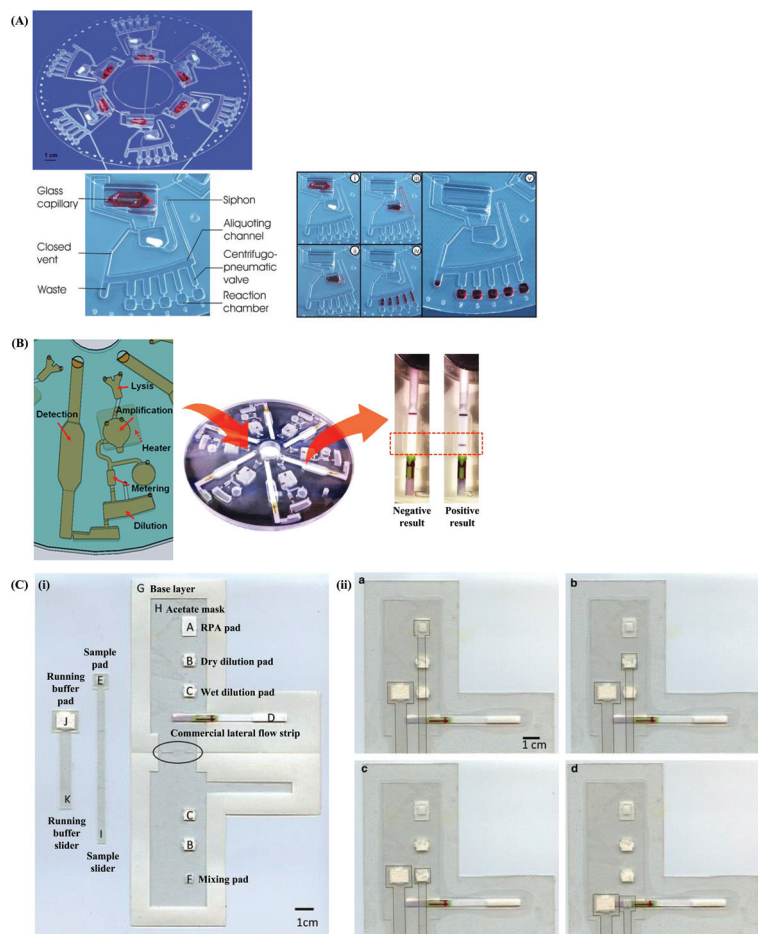 (A)
1 cm
Glass
capillary
Closed
vent
Waste
Siphon
Aliquoting
channel
Centrifugo-
pneumatic
valve
Reaction
chamber
i
iii
iv
v
(B)
Lysis
Detection
Amplification
Heater
Metering
Dilution
Negative
result
Positive
result
(C)
(i)
G Base layer
H Acetate mask
A RPA pad
B Dry dilution pad
C Wet dilution pad
D
Commercial lateral flow strip
Sample
pad
E
Running
buffer
pad
J
K
Running
buffer
slider
I
Sample
slider
C
B
F Mixing pad
1cm
(ii)
a
b
1 cm
c
d